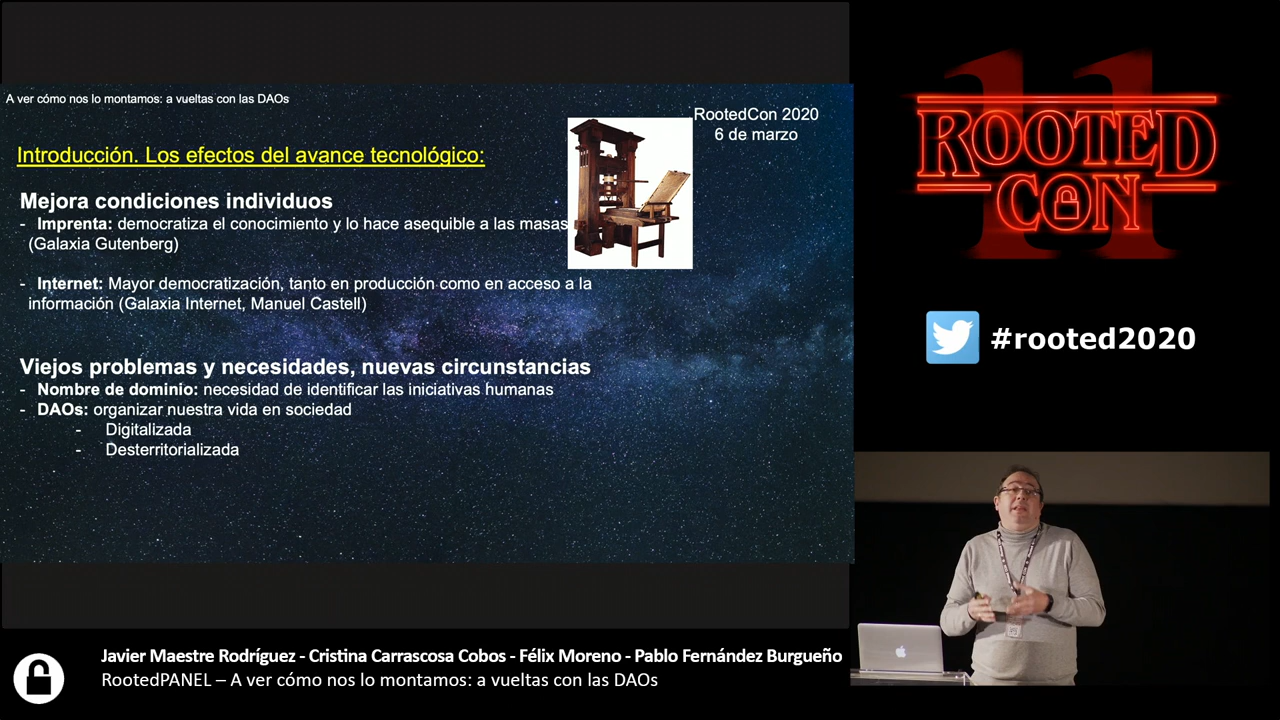 A ver cómo nos lo montamos: a vueltas con las DAOs
RootedCon 2020
6 de marzo
Introducción. Los efectos del avance tecnológico:
Mejora condiciones individuos
- Imprenta: democratiza el conocimiento y lo hace asequible a las masas
(Galaxia Gutenberg)
- Internet: Mayor democratización, tanto en producción como en acceso a la
información (Galaxia Internet, Manuel Castell)
Viejos problemas y necesidades, nuevas circunstancias
- Nombre de dominio: necesidad de identificar las iniciativas humanas
- DAOs: organizar nuestra vida en sociedad
- Digitalizada
- Desterritorializada
11
ROOTED
CON
#rooted2020
Javier Maestre Rodríguez - Cristina Carrascosa Cobos - Félix Moreno - Pablo Fernández Burgueño
RootedPANEL – A ver cómo nos lo montamos: a vueltas con las DAOs